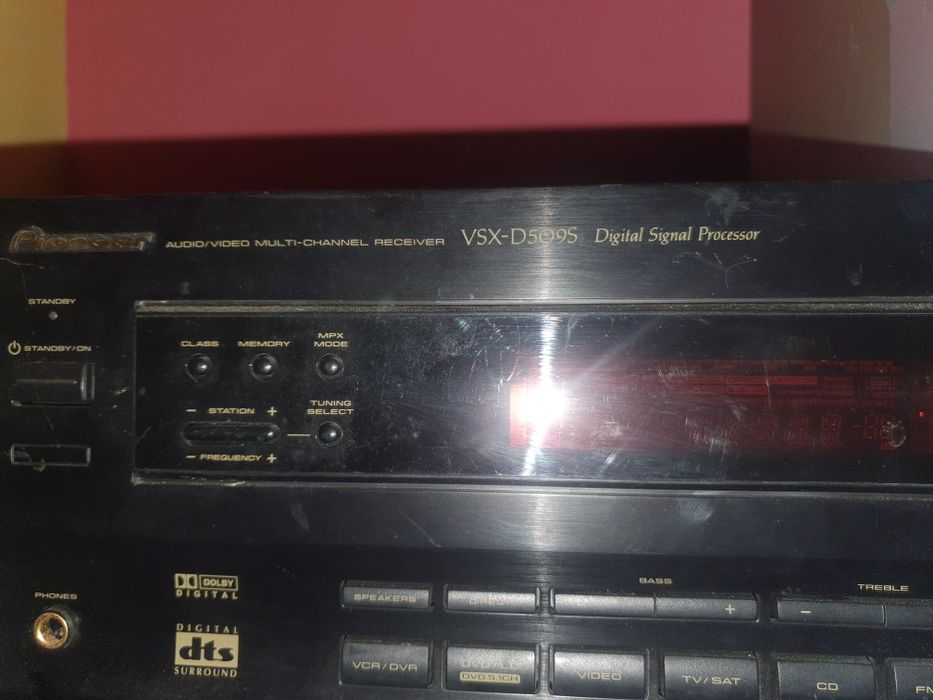 Pioneer AUDIO/VIDEO MULTI-CHANNEL RECEIVER VSX-D509S Digital Signal Processor
STANDBY
STANDBY/ON
CLASS MEMORY MPX MODE
− STATION + TUNING SELECT
− FREQUENCY +
PHONES
DOLBY
DIGITAL
DIGITAL
dts
SURROUND
BASS TREBLE
SPEAKERS + −
VCR/DVR VIDEO TV/SAT CD
DVD 5.1CH